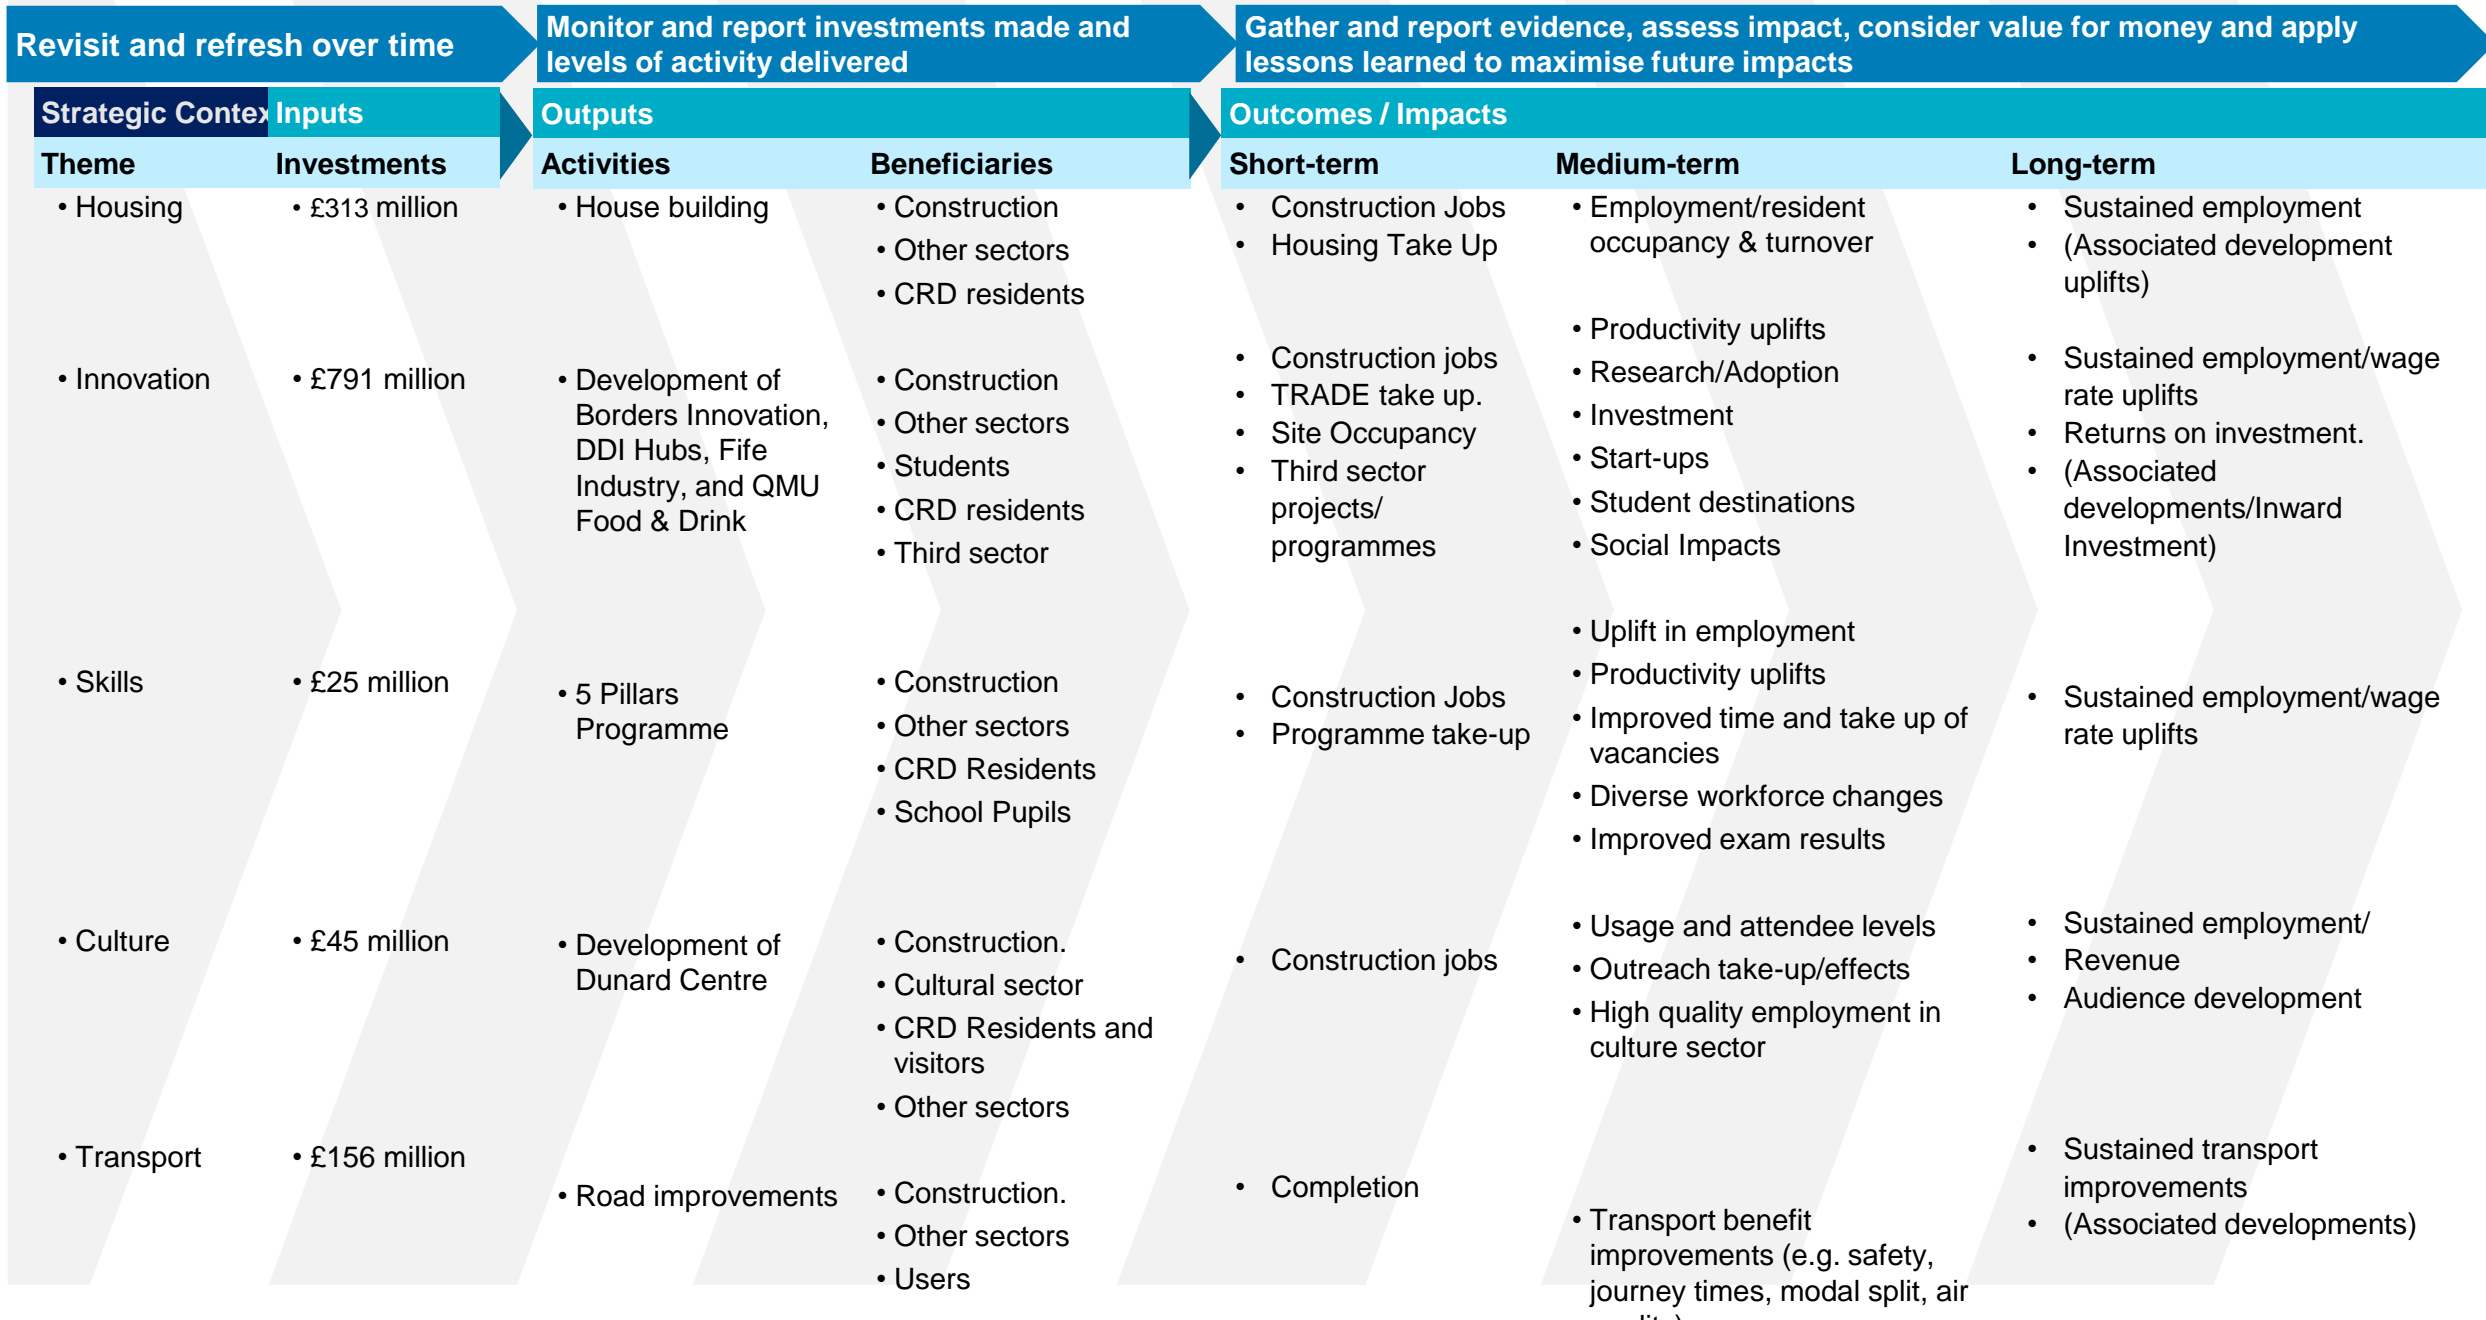 Revisit and refresh over time
Monitor and report investments made and
levels of activity delivered
Gather and report evidence, assess impact, consider value for money and apply
lessons learned to maximise future impacts
Strategic Contex
Inputs
Outputs
Outcomes / Impacts
Theme
Investments
Activities
Beneficiaries
Short-term
Medium-term
Long-term
• Housing
• £313 million
• House building
• Construction
• Other sectors
• CRD residents
• Construction Jobs
• Housing Take Up
• Employment/resident
occupancy & turnover
• Sustained employment
• (Associated development
uplifts)
• Innovation
• £791 million
• Development of
Borders Innovation,
DDI Hubs, Fife
Industry, and QMU
Food & Drink
• Construction
• Other sectors
• Students
• CRD residents
• Third sector
• Construction jobs
• TRADE take up.
• Site Occupancy
• Third sector
projects/
programmes
• Productivity uplifts
• Research/Adoption
• Investment
• Start-ups
• Student destinations
• Social Impacts
• Sustained employment/wage
rate uplifts
• Returns on investment.
• (Associated
developments/Inward
Investment)
• Skills
• £25 million
• 5 Pillars
Programme
• Construction
• Other sectors
• CRD Residents
• School Pupils
• Construction Jobs
• Programme take-up
• Uplift in employment
• Productivity uplifts
• Improved time and take up of
vacancies
• Diverse workforce changes
• Improved exam results
• Sustained employment/wage
rate uplifts
• Culture
• £45 million
• Development of
Dunard Centre
• Construction.
• Cultural sector
• CRD Residents and
visitors
• Other sectors
• Construction jobs
• Usage and attendee levels
• Outreach take-up/effects
• High quality employment in
culture sector
• Sustained employment/
• Revenue
• Audience development
• Transport
• £156 million
• Road improvements
• Construction.
• Other sectors
• Users
• Completion
• Transport benefit
improvements (e.g. safety,
journey times, modal split, air
• Sustained transport
improvements
• (Associated developments)